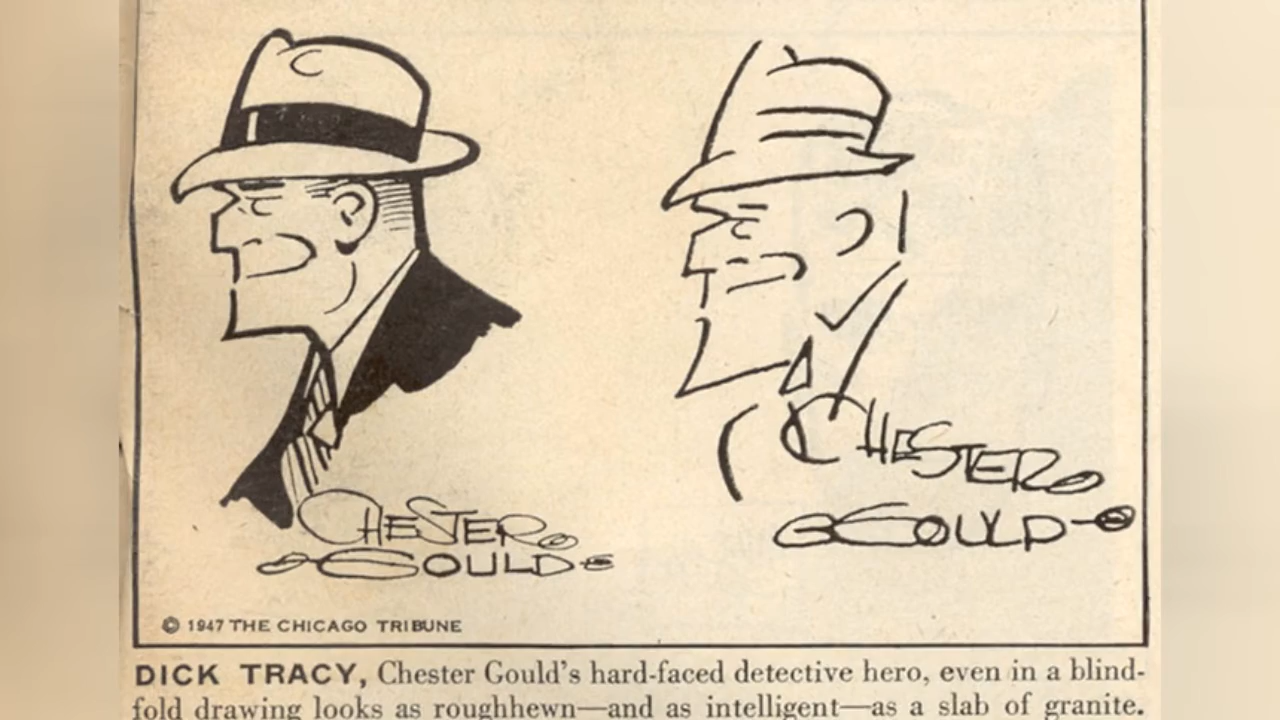 CHESTER
GOULD
CHESTER
GOULD
© 1947 THE CHICAGO TRIBUNE
DICK TRACY, Chester Gould's hard-faced detective hero, even in a blind-
fold drawing looks as roughhewn—and as intelligent—as a slab of granite.